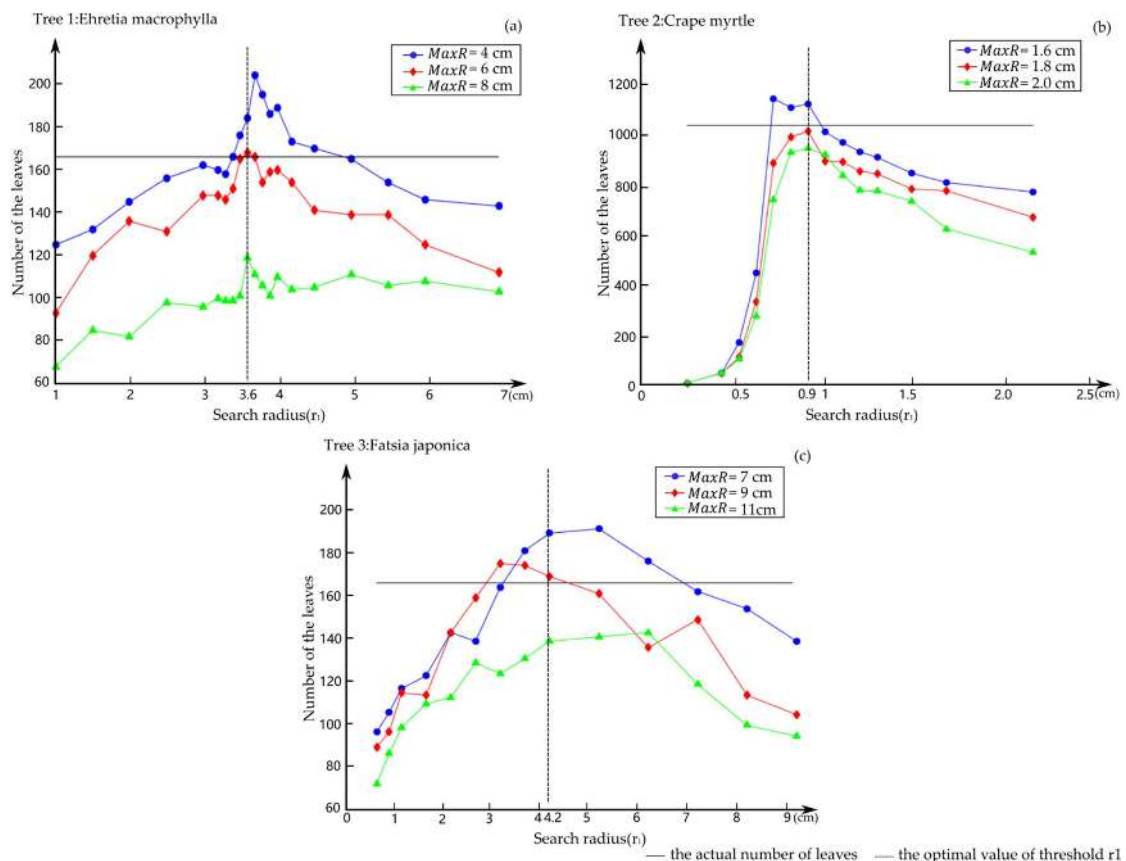 Tree 1:Ehretia macrophylla
(a)
MaxR= 4 cm
MaxR= 6 cm
MaxR= 8 cm
Number of the leaves
200
180
160
140
120
100
80
60
1 2 3 3.6 4 5 6 7(cm)
Search radius(r₁)
Tree 2:Crape myrtle
(b)
MaxR= 1.6 cm
MaxR= 1.8 cm
MaxR= 2.0 cm
Number of the leaves
1200
1000
800
600
400
200
0
0.5 0.9 1 1.5 2.0 2.5(cm)
Search radius(r₁)
Tree 3:Fatsia japonica
(c)
MaxR= 7 cm
MaxR= 9 cm
MaxR= 11cm
Number of the leaves
200
180
160
140
120
100
80
60
0 1 3 3 4 4.2 5 6 7 8 9 (cm)
Search radius(r₁)
the actual number of leaves
the optimal value of threshold r1